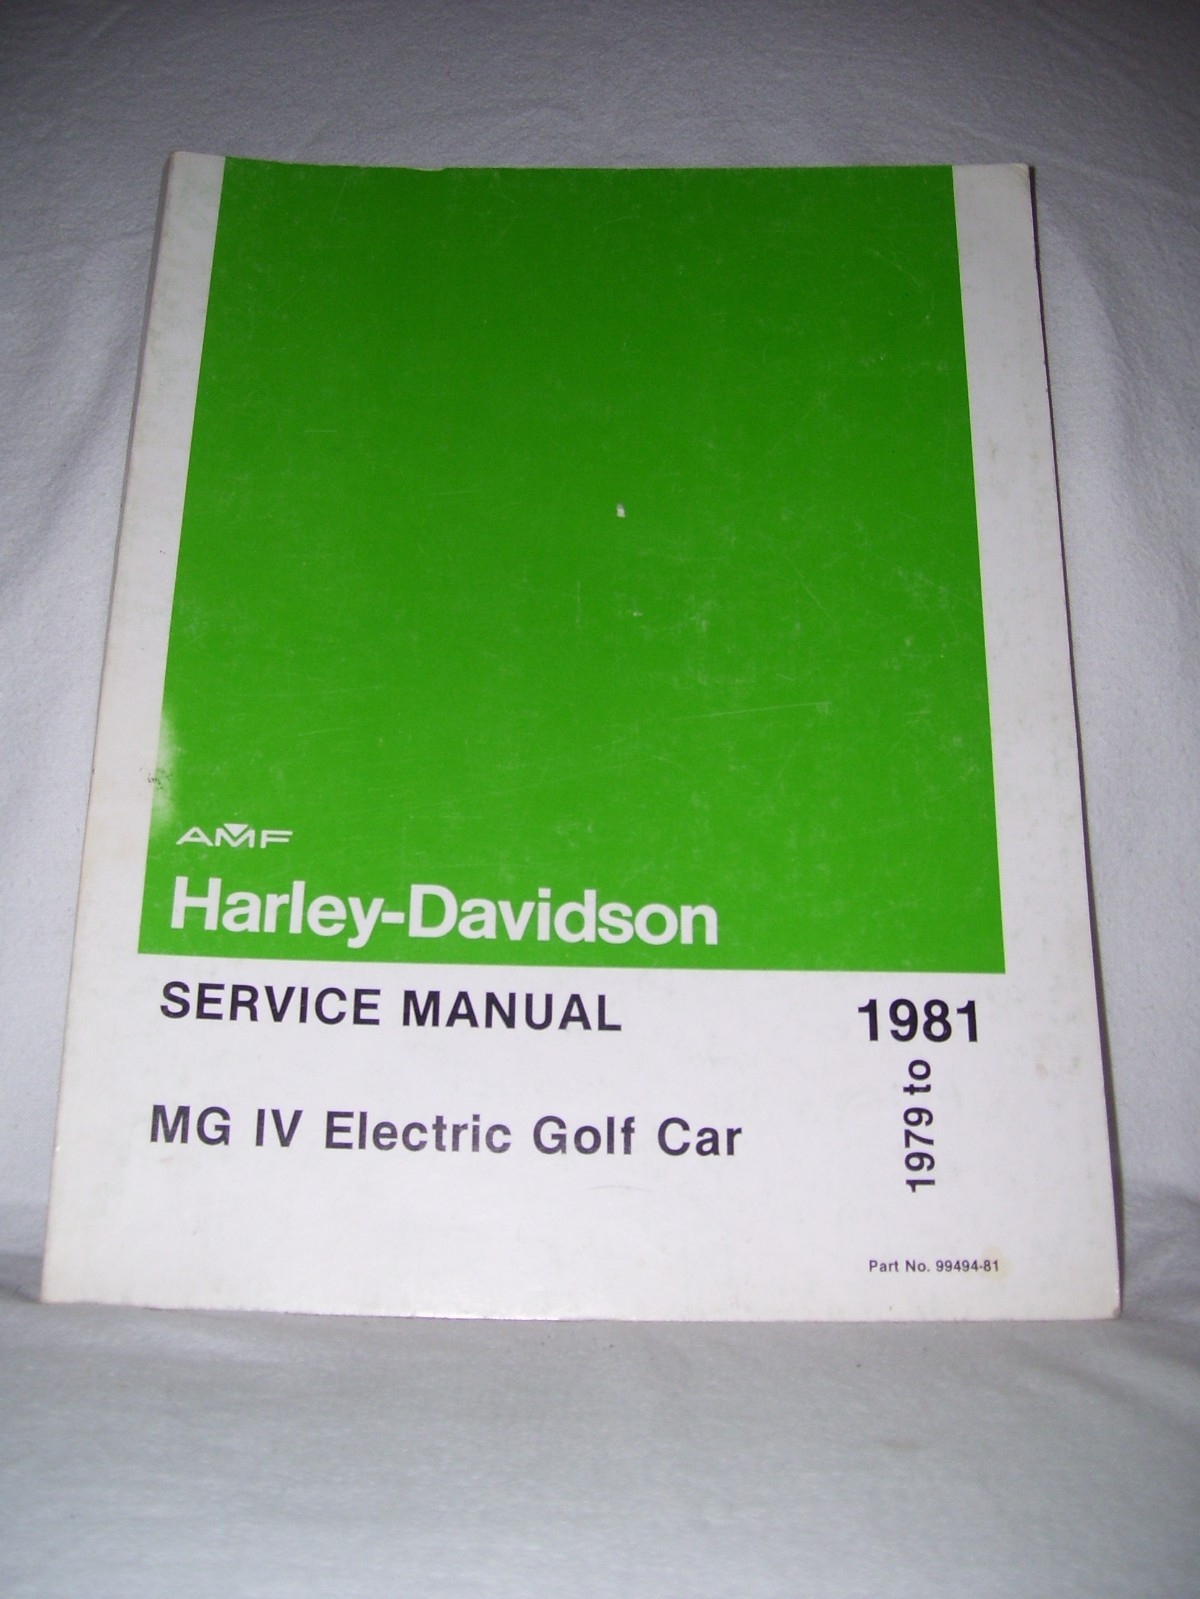 AMF
Harley-Davidson
SERVICE MANUAL
1981
1979 to
MG IV Electric Golf Car
Part No. 99494-81